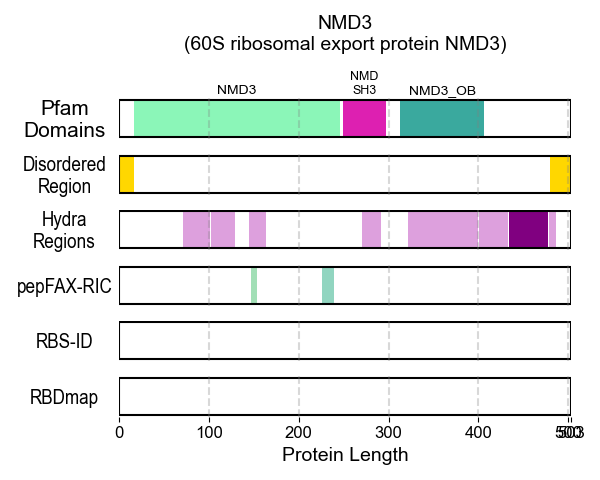 NMD3
(60S ribosomal export protein NMD3)
NMD3
NMD
SH3
NMD3_OB
Pfam
Domains
Disordered
Region
Hydra
Regions
pepFAX-RIC
RBS-ID
RBDmap
0 100 200 300 400 500 503
Protein Length